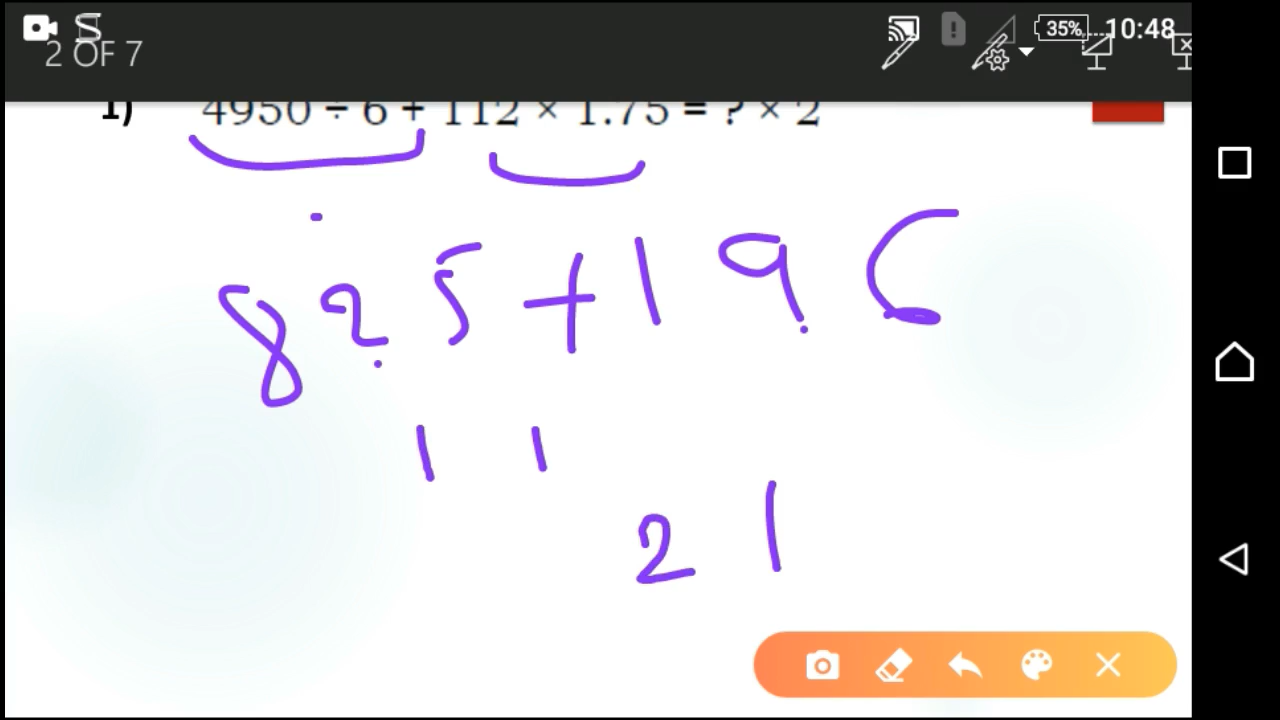 S 35% 10:48
2 OF 7
1) 4950 ÷ 6 + 112 × 1.75 = ? × 2
825+196
1 1
21